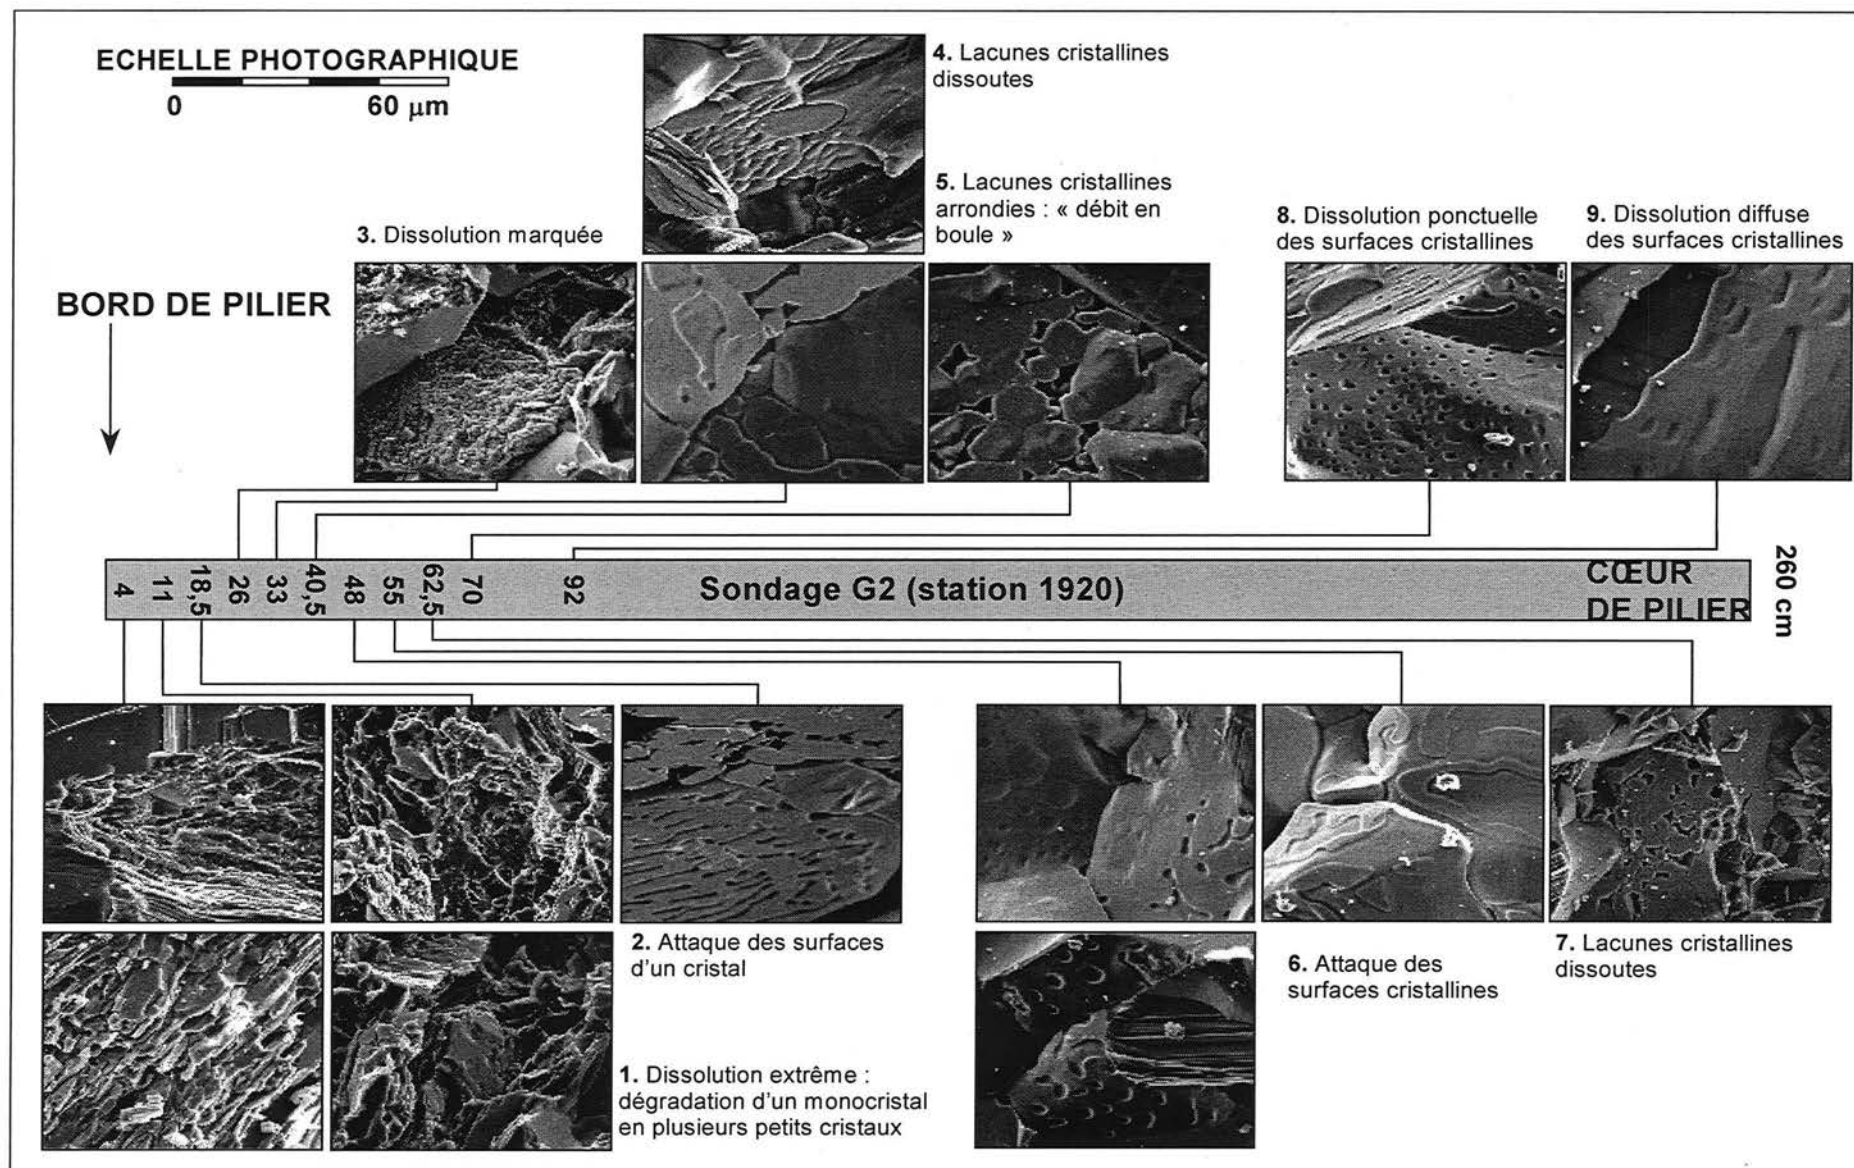 ECHELLE PHOTOGRAPHIQUE
0 60 μm
4. Lacunes cristallines
dissoutes
5. Lacunes cristallines
arrondies : « débit en
boule »
3. Dissolution marquée
8. Dissolution ponctuelle
des surfaces cristallines
9. Dissolution diffuse
des surfaces cristallines
BORD DE PILIER
4
11
18,5
26
33
40,5
48
55
62,5
70
92
Sondage G2 (station 1920)
CŒUR
DE PILIER
260 cm
2. Attaque des surfaces
d'un cristal
1. Dissolution extrême :
dégradation d'un monocristal
en plusieurs petits cristaux
6. Attaque des
surfaces cristallines
7. Lacunes cristallines
dissoutes